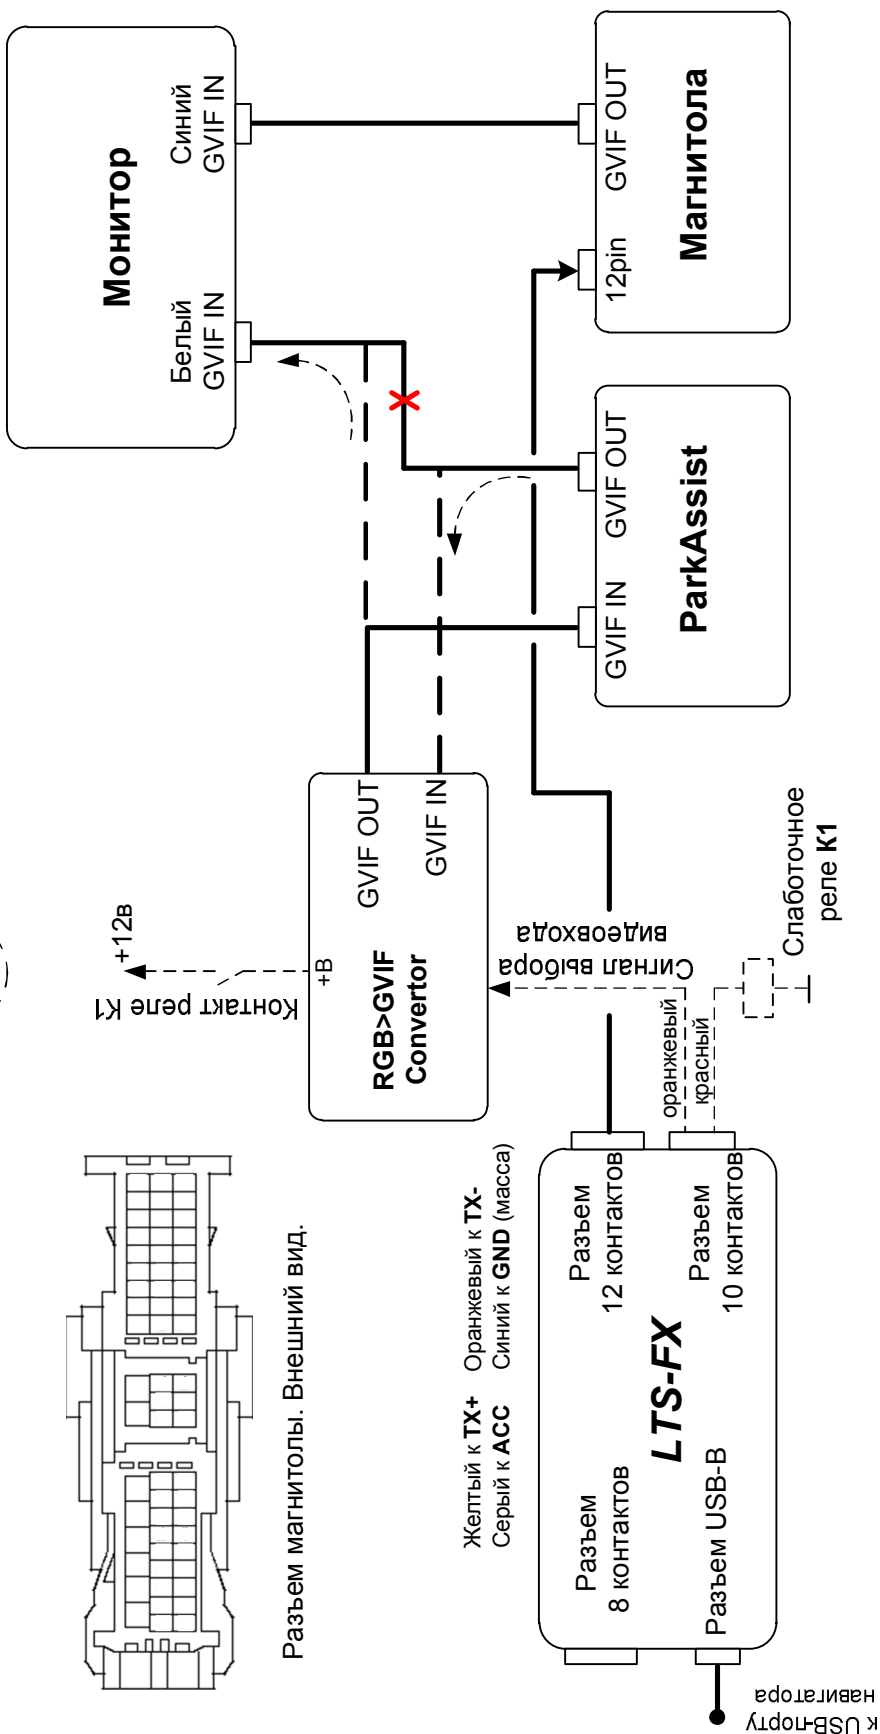 Монитор
Синий
GVIF IN
Белый
GVIF IN
GVIF OUT
12pin
Магнитола
GVIF OUT
GVIF IN
ParkAssist
+12в
Контакт реле К1
+В
GVIF OUT
GVIF IN
RGB>GVIF
Convertor
Сигнал выбора
видеовхода
оранжевый
красный
Слаботочное
реле К1
Разъем магнитолы. Внешний вид.
Желтый к TX+ Оранжевый к TX-
Серый к ACC Синий к GND (масса)
Разъем
12 контактов
Разъем
10 контактов
LTS-FX
Разъем
8 контактов
Разъем USB-B
к USB-порту
навигатора